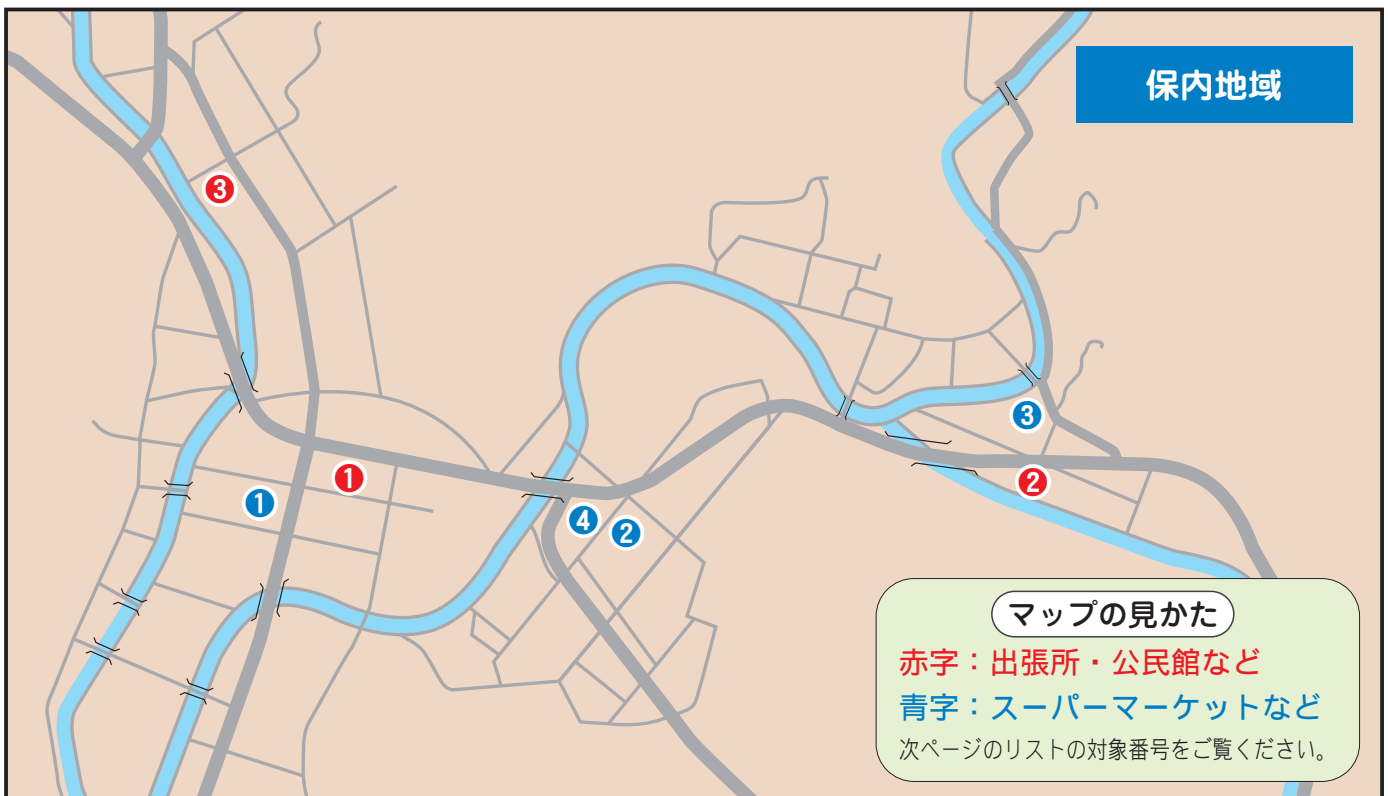 保内地域
3
1
1
4
2
3
2
マップの見かた
赤字：出張所・公民館など
青字：スーパーマーケットなど
次ページのリストの対象番号をご覧ください。